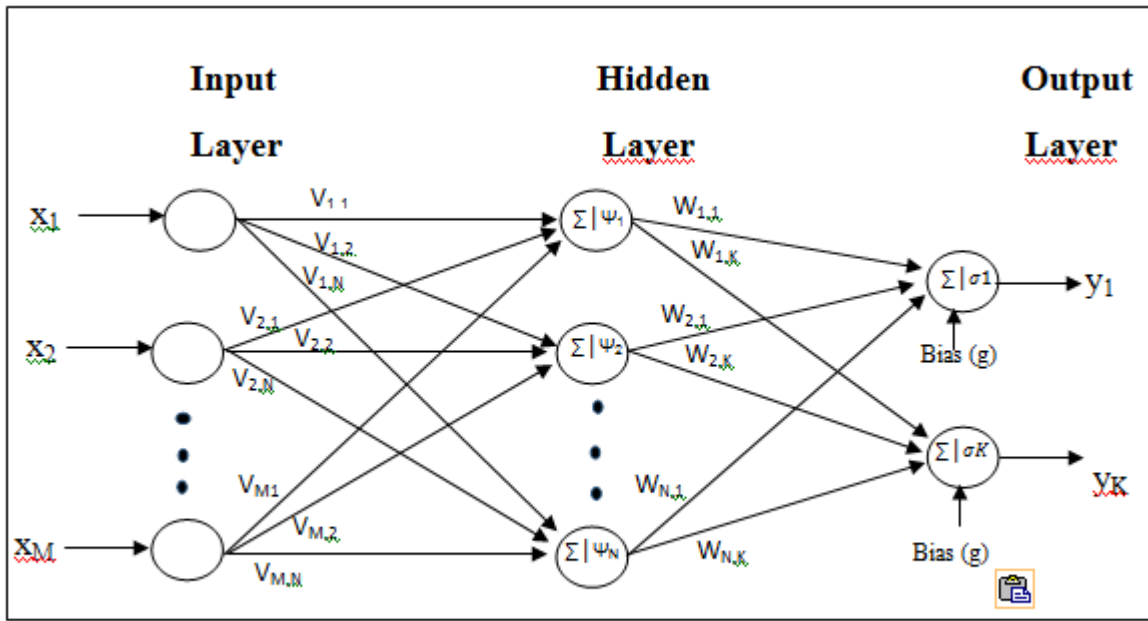 Input Layer
Hidden Layer
Output Layer
x1
V1 1
V1,2
V1,N
Σ|Ψ1
W1,1
W1,K
Σ|σ1
y1
Bias (g)
x2
V2,1
V2,2
V2,N
Σ|Ψ2
W2,1
W2,K
xM
VM1
VM,2
VM,N
Σ|ΨN
WN,1
WN,K
Σ|σK
yK
Bias (g)